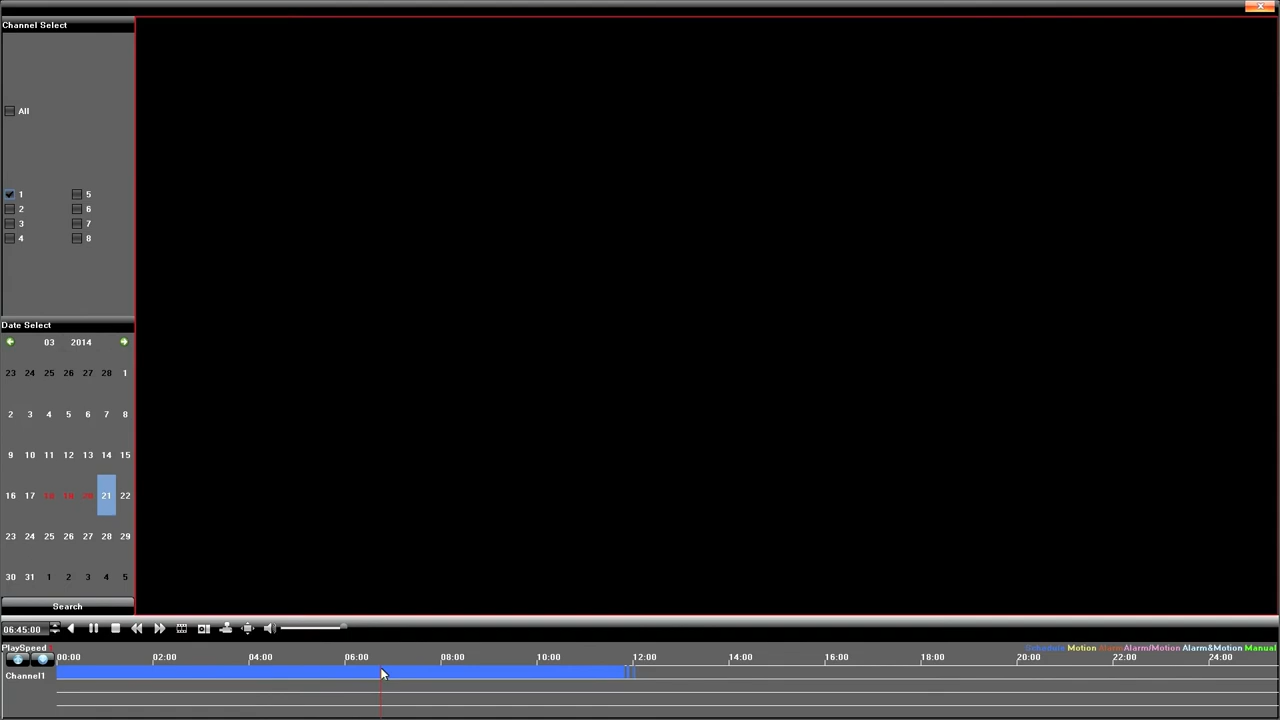 Channel Select
All
1 5
2 6
3 7
4 8
Date Select
03 2014
23 24 25 26 27 28 1
2 3 4 5 6 7 8
9 10 11 12 13 14 15
16 17 18 19 20 21 22
23 24 25 26 27 28 29
30 31 1 2 3 4 5
Search
06:45:00
PlaySpeed
Schedule Motion Alarm Alarm/Motion Alarm&Motion Manual
00:00 02:00 04:00 06:00 08:00 10:00 12:00 14:00 16:00 18:00 20:00 22:00 24:00
Channel1